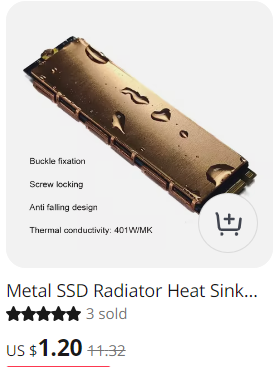 Buckle fixation
Screw locking
Anti falling design
Thermal conductivity: 401W/MK
Metal SSD Radiator Heat Sink...
3 sold
US $1.20 11.32